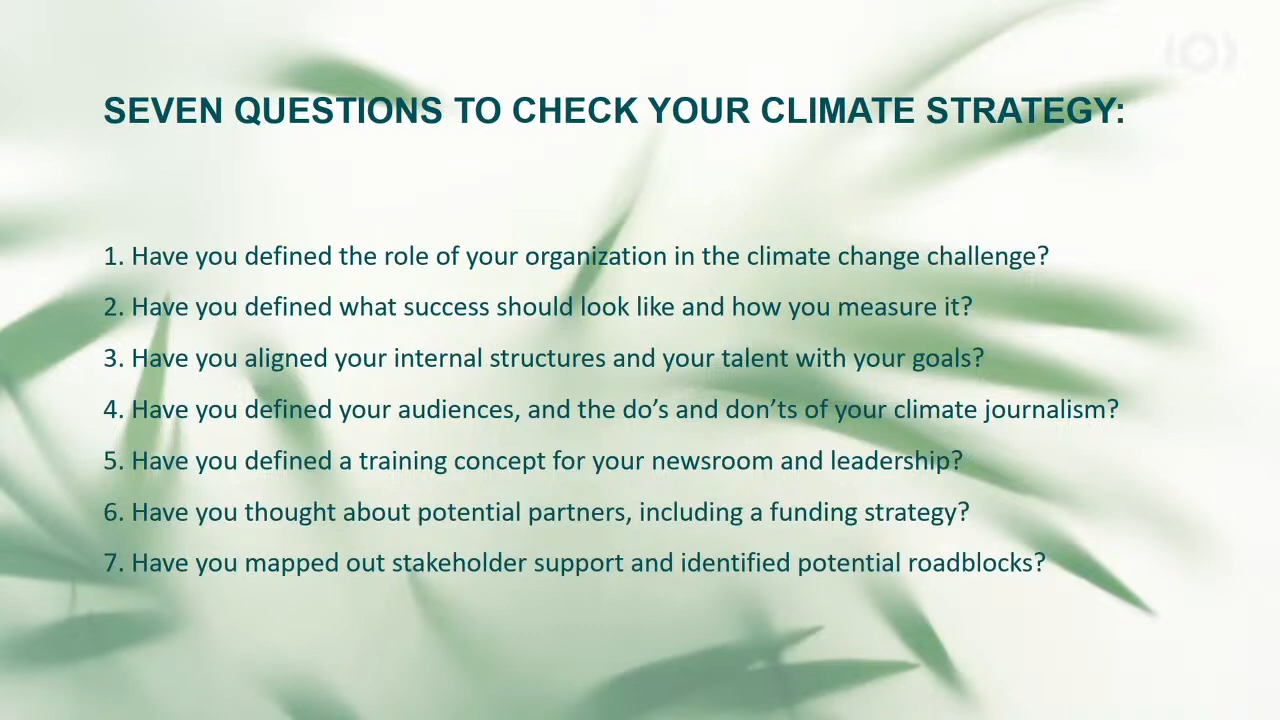 SEVEN QUESTIONS TO CHECK YOUR CLIMATE STRATEGY:
1. Have you defined the role of your organization in the climate change challenge?
2. Have you defined what success should look like and how you measure it?
3. Have you aligned your internal structures and your talent with your goals?
4. Have you defined your audiences, and the do’s and don’ts of your climate journalism?
5. Have you defined a training concept for your newsroom and leadership?
6. Have you thought about potential partners, including a funding strategy?
7. Have you mapped out stakeholder support and identified potential roadblocks?